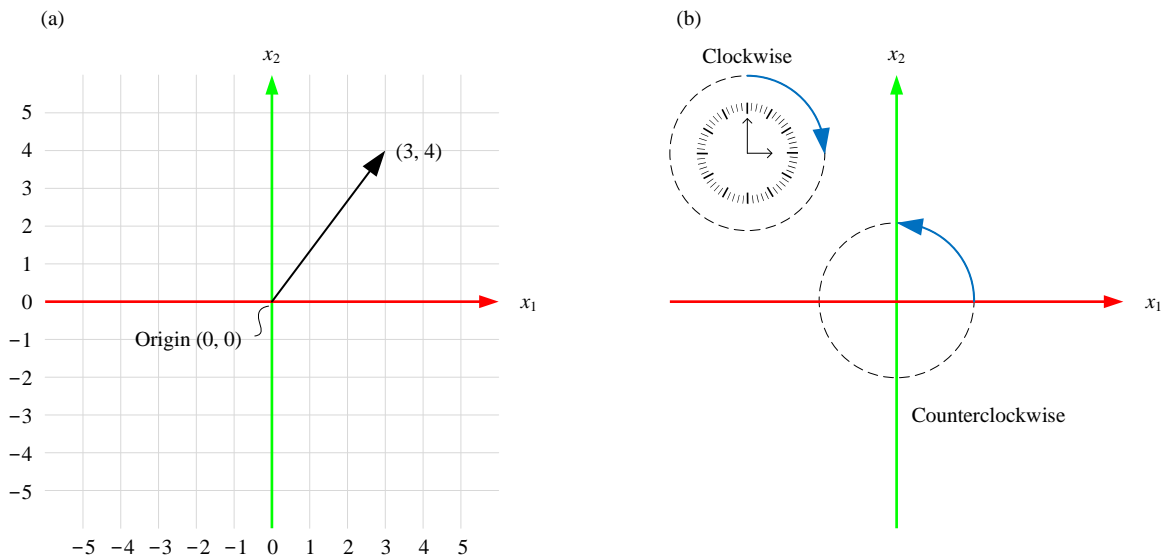 (a)
x₂
5
4
(3, 4)
3
2
1
0
x₁
Origin (0, 0)
−1
−2
−3
−4
−5
−5 −4 −3 −2 −1 0 1 2 3 4 5
(b)
Clockwise
x₂
x₁
Counterclockwise